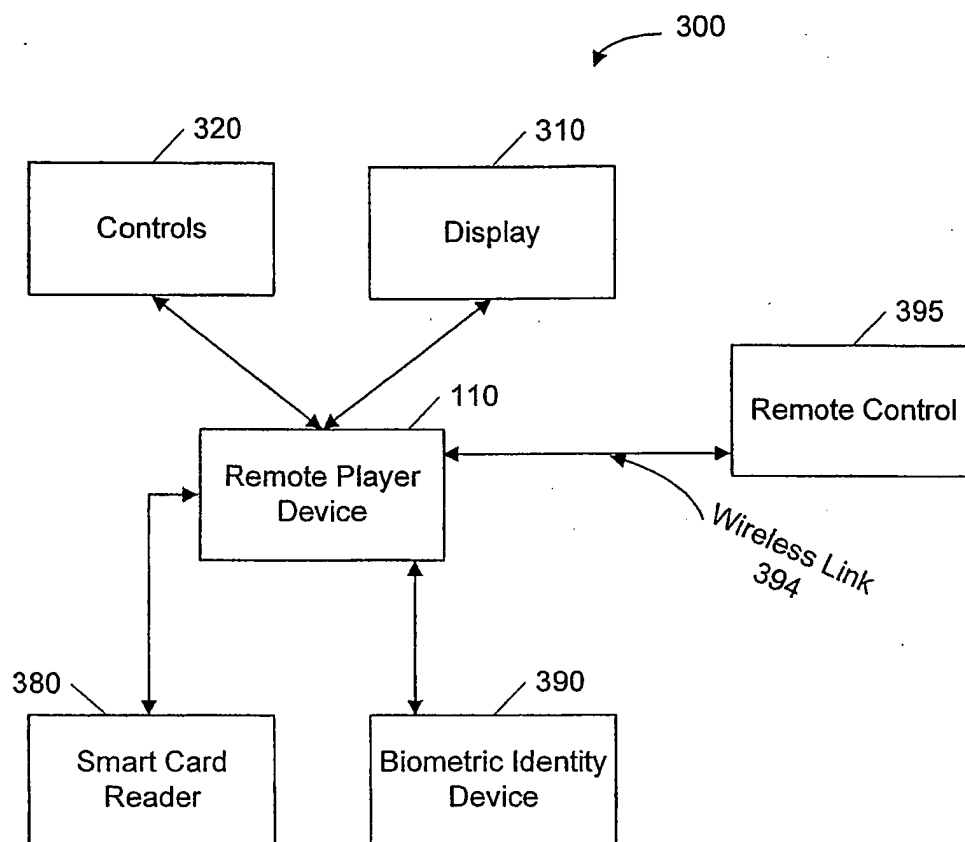 300
320
310
Controls
Display
395
Remote Control
110
Remote Player
Device
Wireless Link
394
380
390
Smart Card
Reader
Biometric Identity
Device